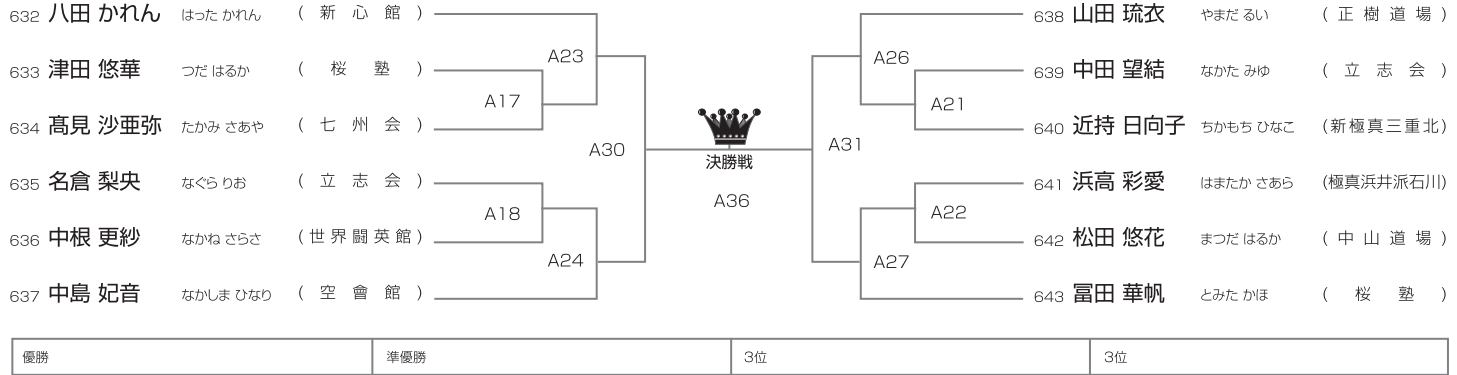 632 八田 かれん はった かれん (新心館)
A23
633 津田 悠華 つだ はるか (桜塾)
A17
634 髙見 沙亜弥 たかみ さあや (七州会)
A30
635 名倉 梨央 なぐら りお (立志会)
A18
636 中根 更紗 なかね さらさ (世界闘英館)
A24
637 中島 妃音 なかしま ひなり (空會館)
決勝戦
A36
638 山田 琉衣 やまだ るい (正樹道場)
A26
639 中田 望結 なかた みゆ (立志会)
A21
640 近持 日向子 ちかもち ひなこ (新極真三重北)
A31
641 浜高 彩愛 はまたか さあら (極真浜井派石川)
A22
642 松田 悠花 まつだ はるか (中山道場)
A27
643 冨田 華帆 とみた かほ (桜塾)
優勝 準優勝 3位 3位